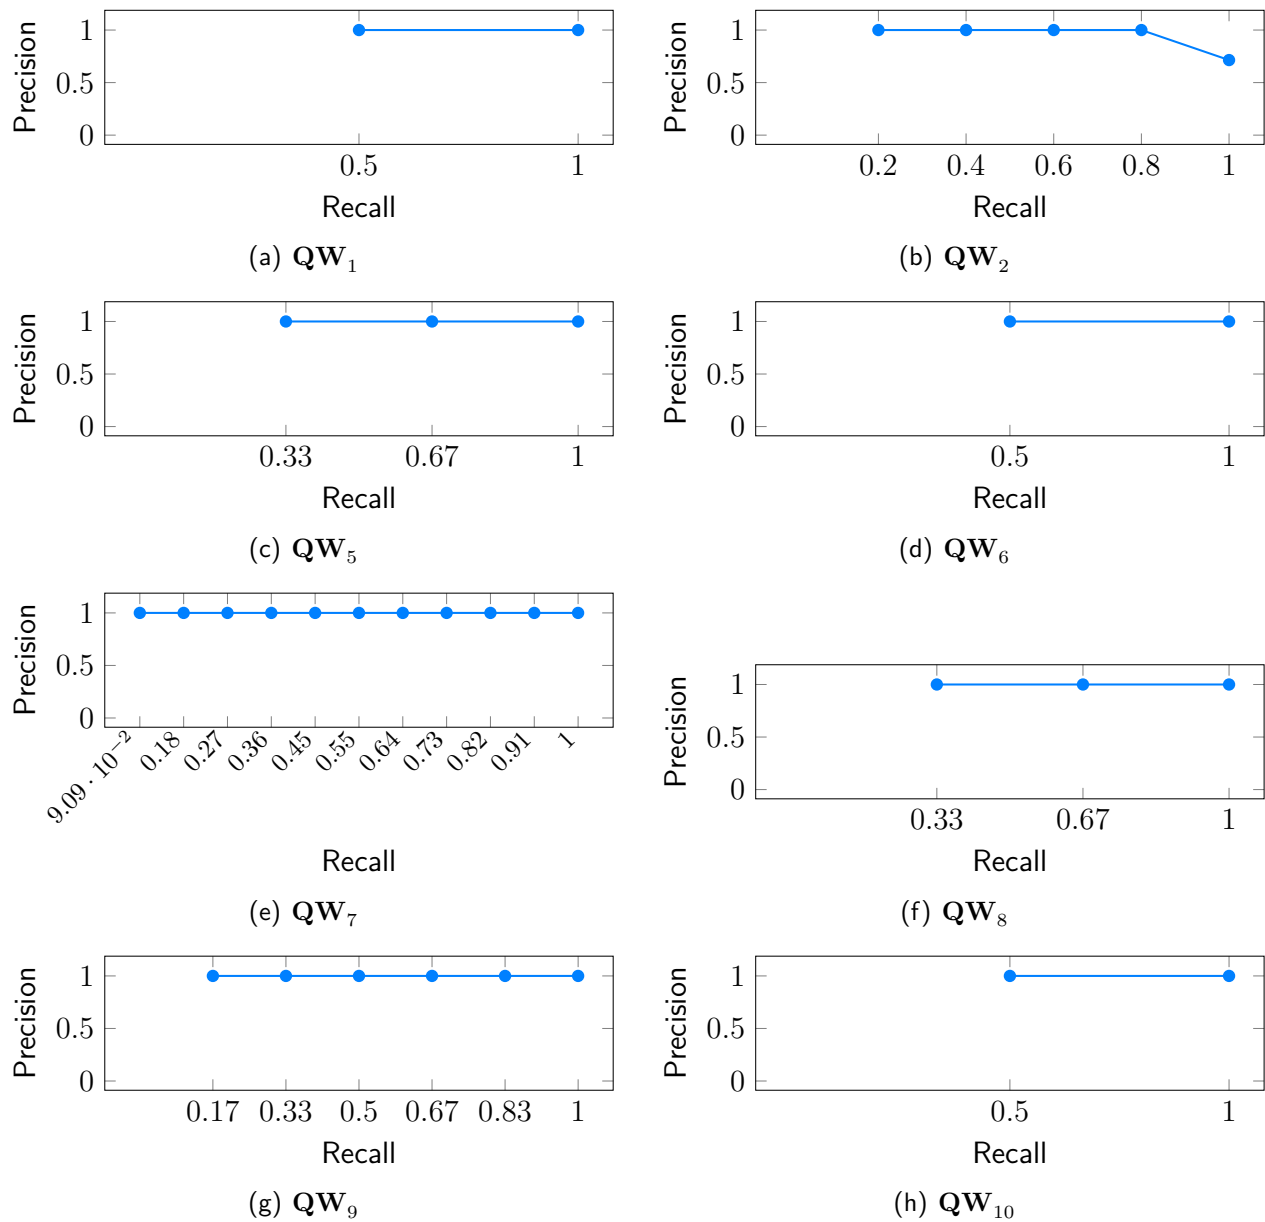 Precision
1
0.5
0
0.5 1
Recall
(a) QW₁
Precision
1
0.5
0
0.2 0.4 0.6 0.8 1
Recall
(b) QW₂
Precision
1
0.5
0
0.33 0.67 1
Recall
(c) QW₅
Precision
1
0.5
0
0.5 1
Recall
(d) QW₆
Precision
1
0.5
0
9.09 · 10⁻² 0.18 0.27 0.36 0.45 0.55 0.64 0.73 0.82 0.91 1
Recall
(e) QW₇
Precision
1
0.5
0
0.33 0.67 1
Recall
(f) QW₈
Precision
1
0.5
0
0.17 0.33 0.5 0.67 0.83 1
Recall
(g) QW₉
Precision
1
0.5
0
0.5 1
Recall
(h) QW₁₀